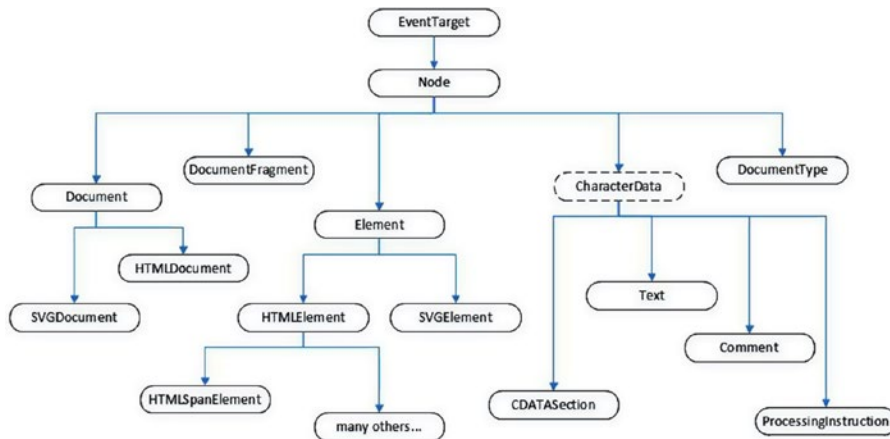 EventTarget
Node
DocumentFragment
DocumentType
CharacterData
Document
Element
HTMLDocument
Text
SVGDocument
HTMLElement
SVGElement
Comment
HTMLSpanElement
CDATASection
many others...
ProcessingInstruction